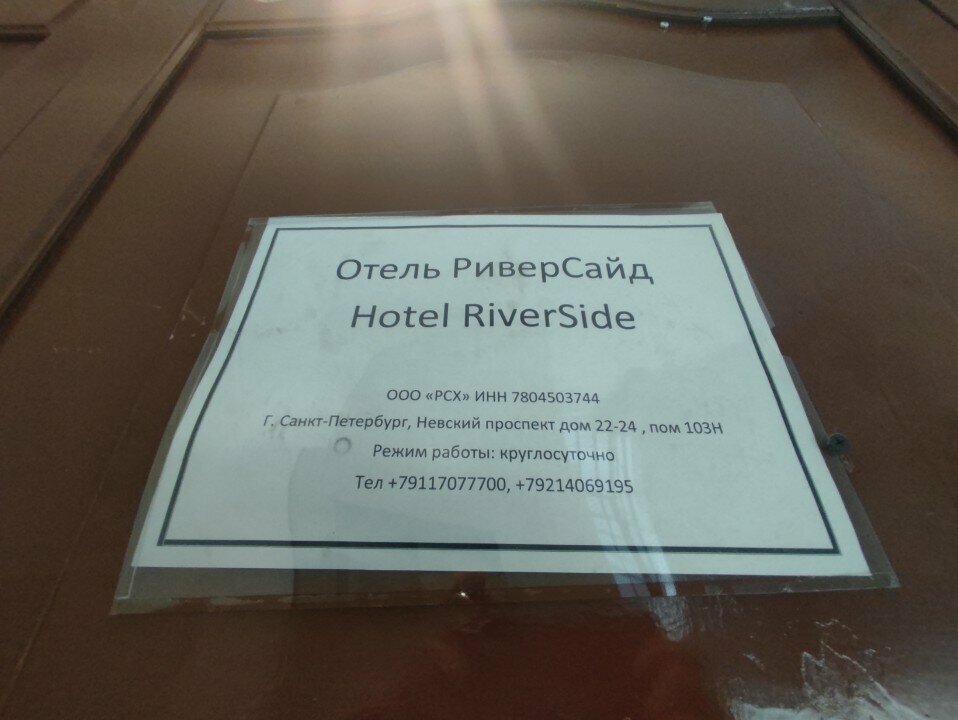 Отель РиверСайд
Hotel RiverSide
ООО «РСХ» ИНН 7804503744
Г. Санкт-Петербург, Невский проспект дом 22-24 , пом 103Н
Режим работы: круглосуточно
Тел +79117077700, +79214069195